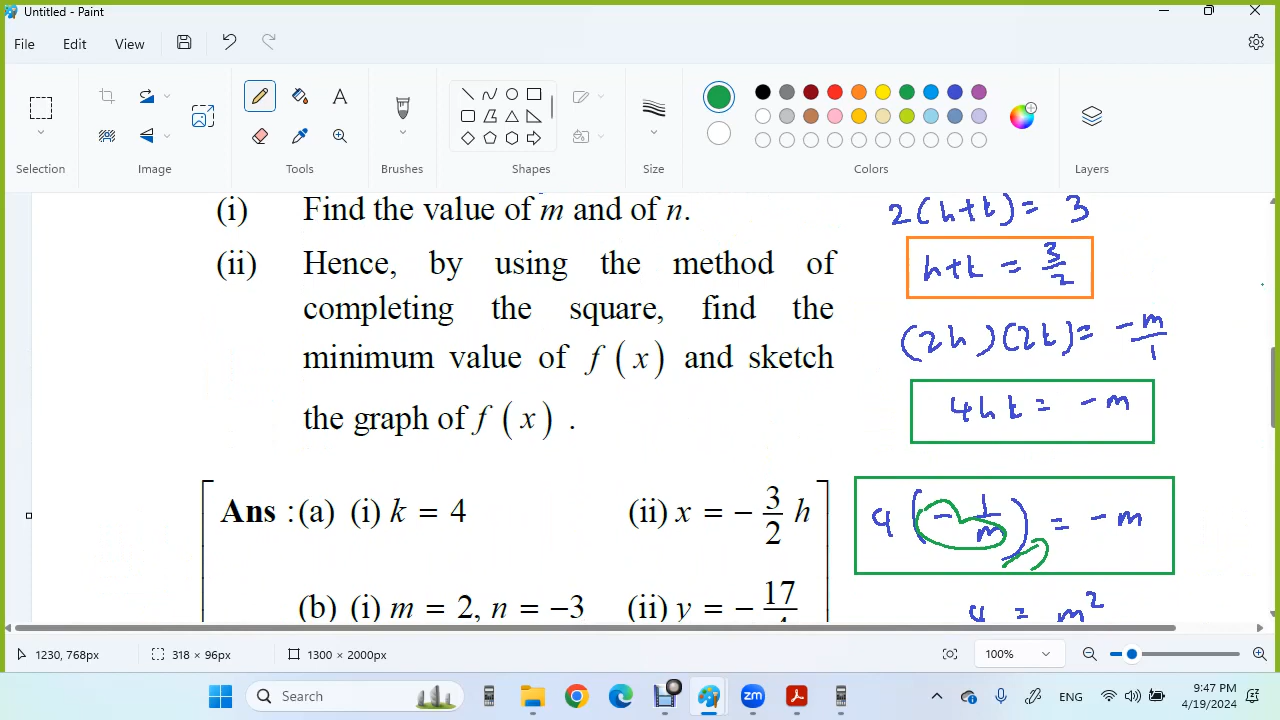 Untitled - Paint
File Edit View
Selection Image Tools Brushes Shapes Size Colors Layers
(i) Find the value of m and of n.
(ii) Hence, by using the method of
completing the square, find the
minimum value of f (x) and sketch
the graph of f (x) .
Ans : (a) (i) k = 4 (ii) x = − 3/2 h
(b) (i) m = 2, n = −3 (ii) y = − 17/4
2(h+k) = 3
h+k = 3/2
(2h)(2k) = -m/1
4hk = -m
4(-1/m) = -m
4 = m²
1230, 768px 318 × 96px 1300 × 2000px 100%
Search
ENG
9:47 PM
4/19/2024